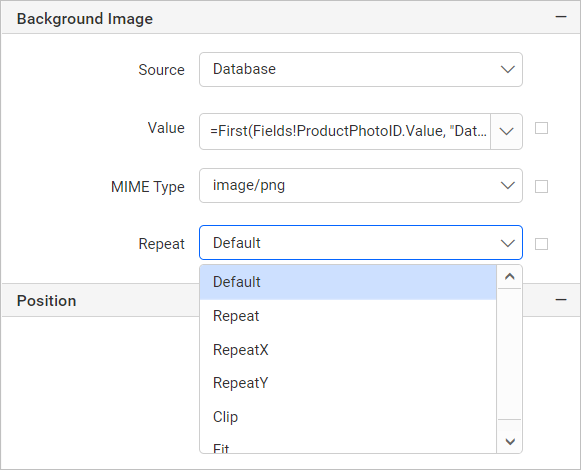 Background Image
Source
Database
Value
=First(Fields!ProductPhotoID.Value, "Dat...
MIME Type
image/png
Repeat
Default
Default
Position
Repeat
RepeatX
RepeatY
Clip
Fit